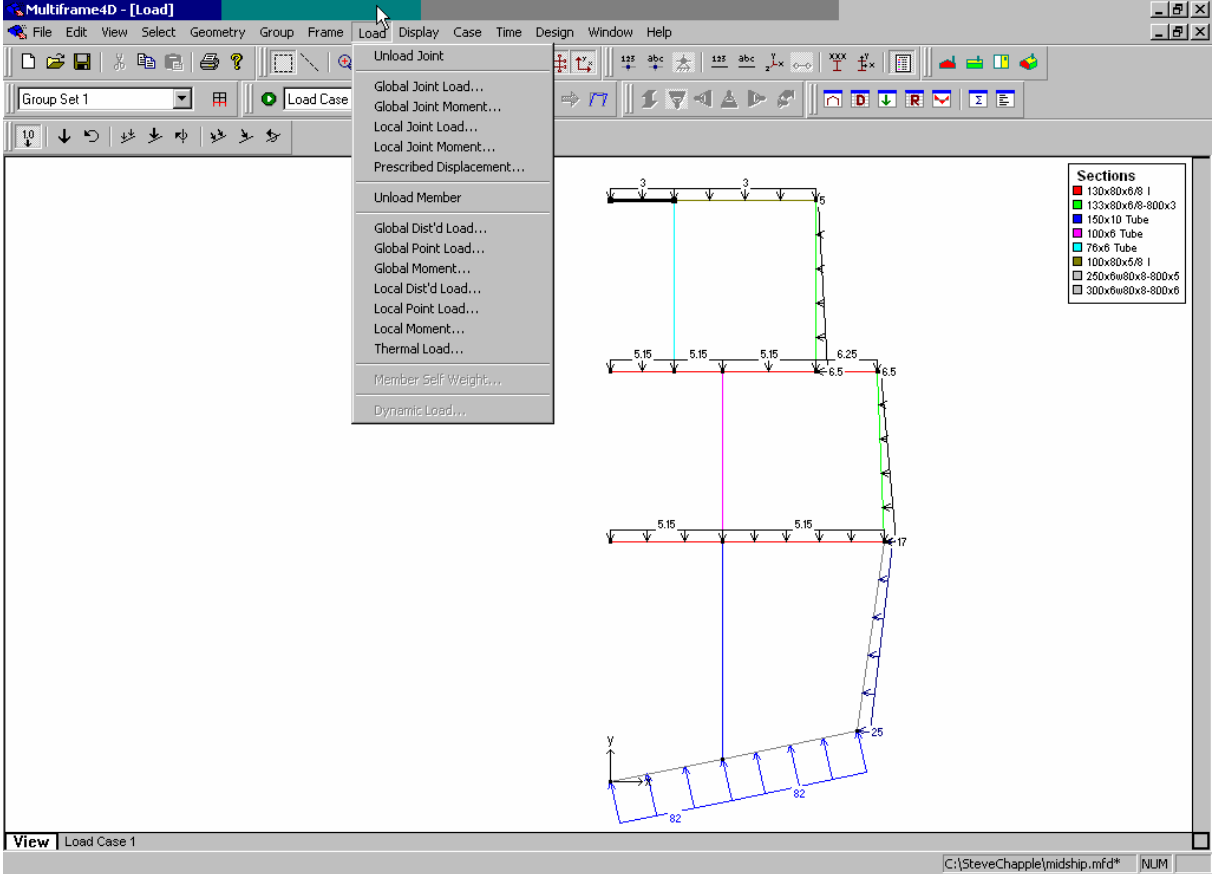 Multiframe4D - [Load]
File Edit View Select Geometry Group Frame Load Display Case Time Design Window Help
Group Set 1
Load Case
Unload Joint
Global Joint Load...
Global Joint Moment...
Local Joint Load...
Local Joint Moment...
Prescribed Displacement...
Unload Member
Global Dist'd Load...
Global Point Load...
Global Moment...
Local Dist'd Load...
Local Point Load...
Local Moment...
Thermal Load...
Member Self Weight...
Dynamic Load...
Sections
130x80x6/8 I
133x80x6/8-800x3
150x10 Tube
100x6 Tube
76x6 Tube
100x80x5/8 I
250x6w80x8-800x5
300x6w80x8-800x6
3 3
5
5.15 5.15 5.15 6.25
6.5 6.5
5.15 5.15
17
25
y
x
82
82
View Load Case 1
C:\SteveChapple\midship.mfd* NUM